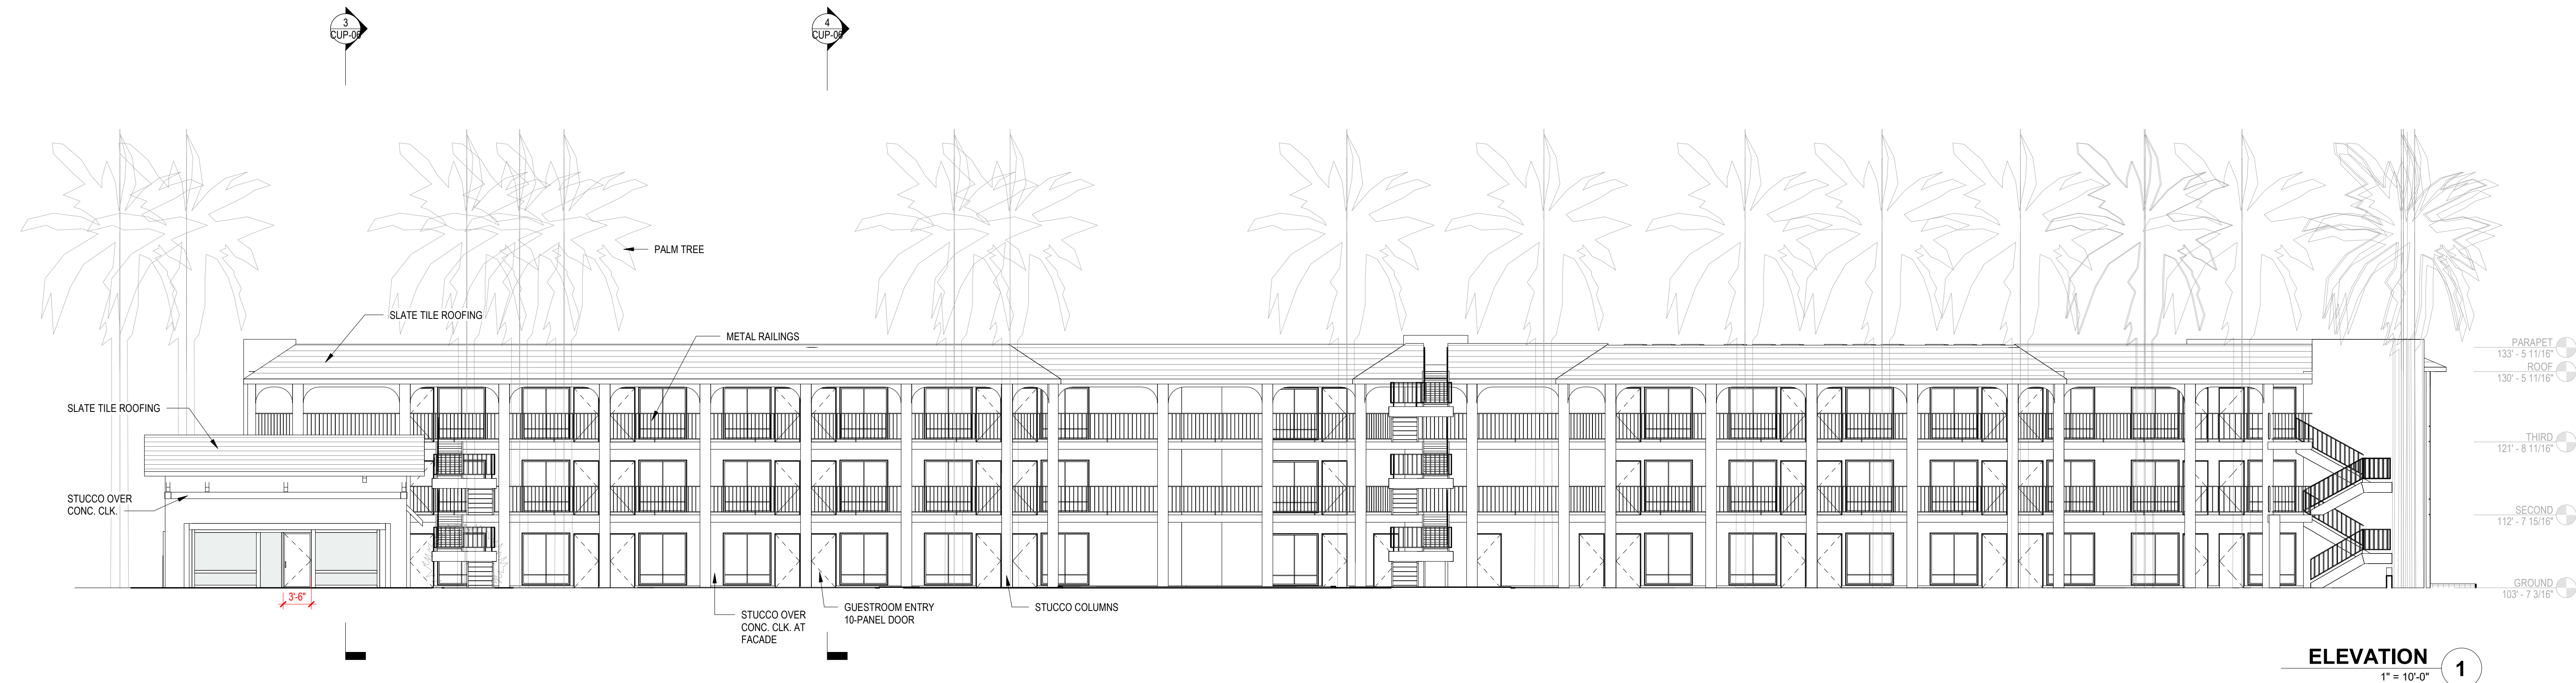 3
CUP-06
4
CUP-06
PALM TREE
SLATE TILE ROOFING
METAL RAILINGS
PARAPET
133' - 5 11/16"
ROOF
130' - 5 11/16"
SLATE TILE ROOFING
THIRD
121' - 8 11/16"
STUCCO OVER
CONC. CLK.
SECOND
112' - 7 15/16"
GROUND
103' - 7 3/16"
3'-6"
STUCCO OVER
CONC. CLK. AT
FACADE
GUESTROOM ENTRY
10-PANEL DOOR
STUCCO COLUMNS
ELEVATION
1
1" = 10'-0"